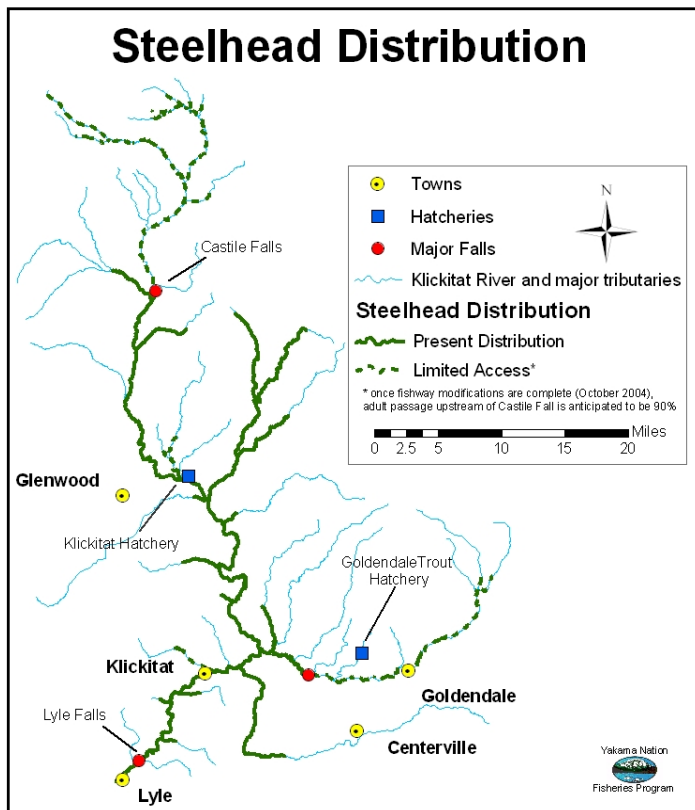 Steelhead Distribution
Towns
N
Hatcheries
Major Falls
Klickitat River and major tributaries
Steelhead Distribution
Present Distribution
Limited Access*
* once fishway modifications are complete (October 2004),
adult passage upstream of Castile Fall is anticipated to be 90%
Miles
0 2.5 5 10 15 20
Castile Falls
Glenwood
Klickitat Hatchery
GoldendaleTrout
Hatchery
Klickitat
Goldendale
Lyle Falls
Centerville
Lyle
Yakama Nation
Fisheries Program